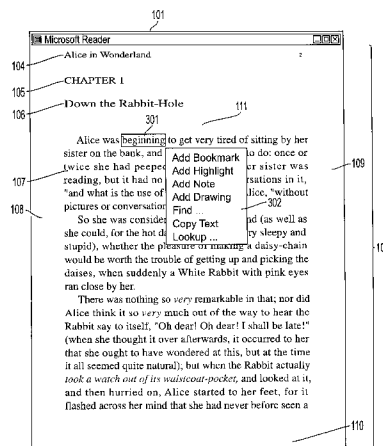 101
Microsoft Reader
104
Alice in Wonderland
2
105
CHAPTER 1
106
Down the Rabbit-Hole
301
111
Alice was beginning to get very tired of sitting by her
sister on the bank, and
o do: once or
Add Bookmark
twice she had peeped
er sister was
Add Highlight
reading, but it had no
ersations in it,
Add Note
"and what is the use of
lice, "without
Add Drawing
pictures or conversation
Find ...
302
So she was consider
nd (as well as
Copy Text
she could, for the hot da
ry sleepy and
Lookup ...
107
108
109
stupid), whether the pleasure of making a daisy-chain
would be worth the trouble of getting up and picking the
daises, when suddenly a White Rabbit with pink eyes
ran close by her.
There was nothing so very remarkable in that; nor did
Alice think it so very much out of the way to hear the
Rabbit say to itself, "Oh dear! Oh dear! I shall be late!"
(when she thought it over afterwards, it occurred to her
that she ought to have wondered at this, but at the time
it all seemed quite natural); but when the Rabbit actually
took a watch out of its waistcoat-pocket, and looked at it,
and then hurried on, Alice started to her feet, for it
flashed across her mind that she had never before seen a
110